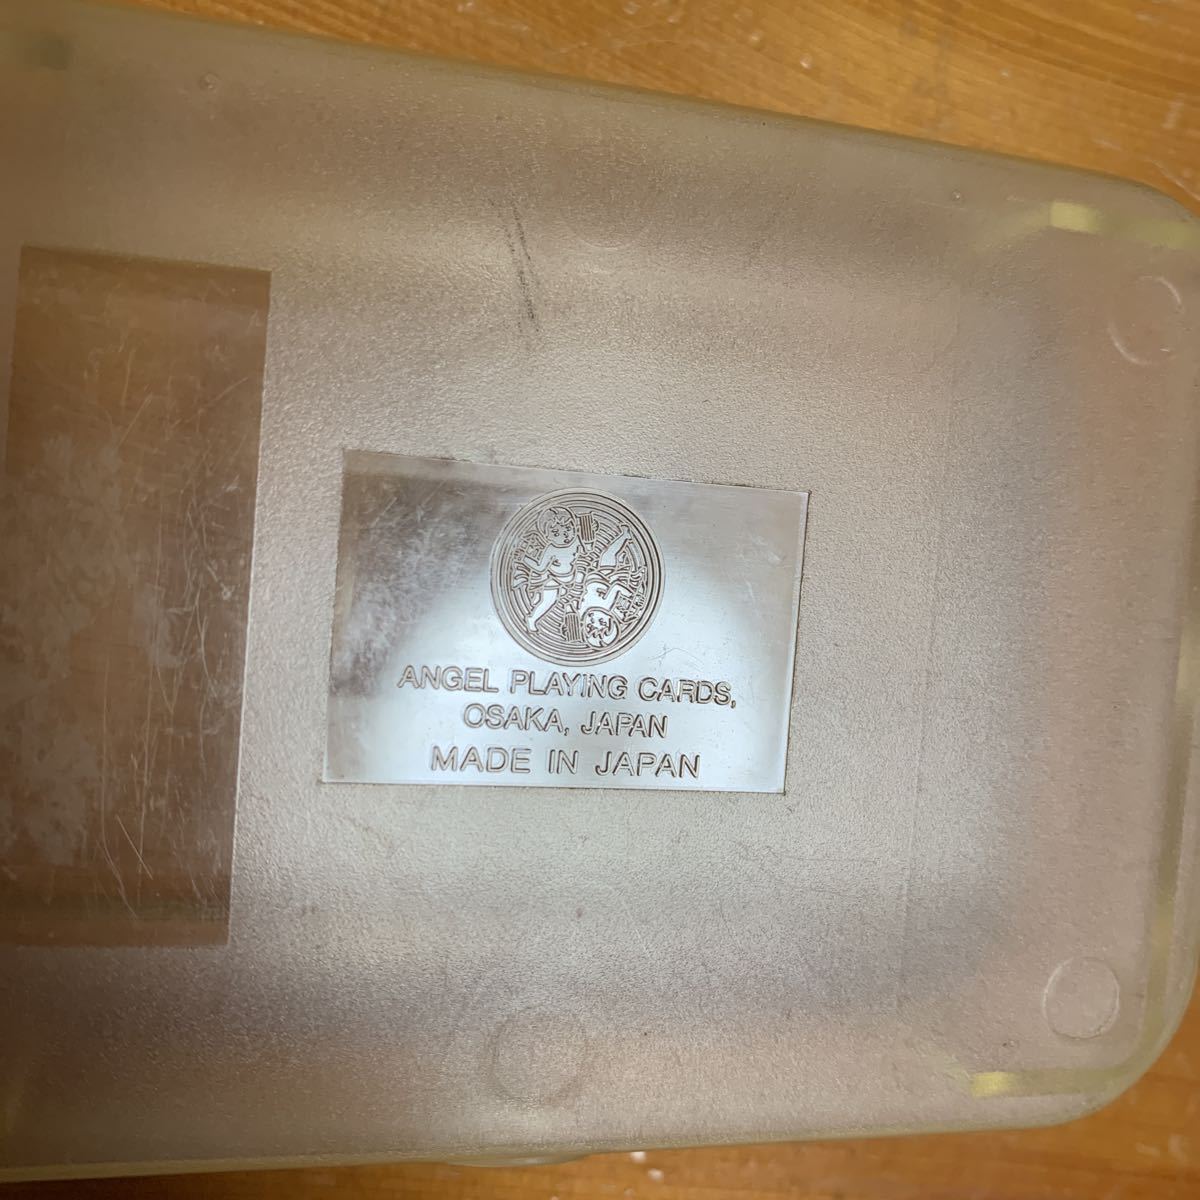 ANGEL PLAYING CARDS,
OSAKA, JAPAN
MADE IN JAPAN